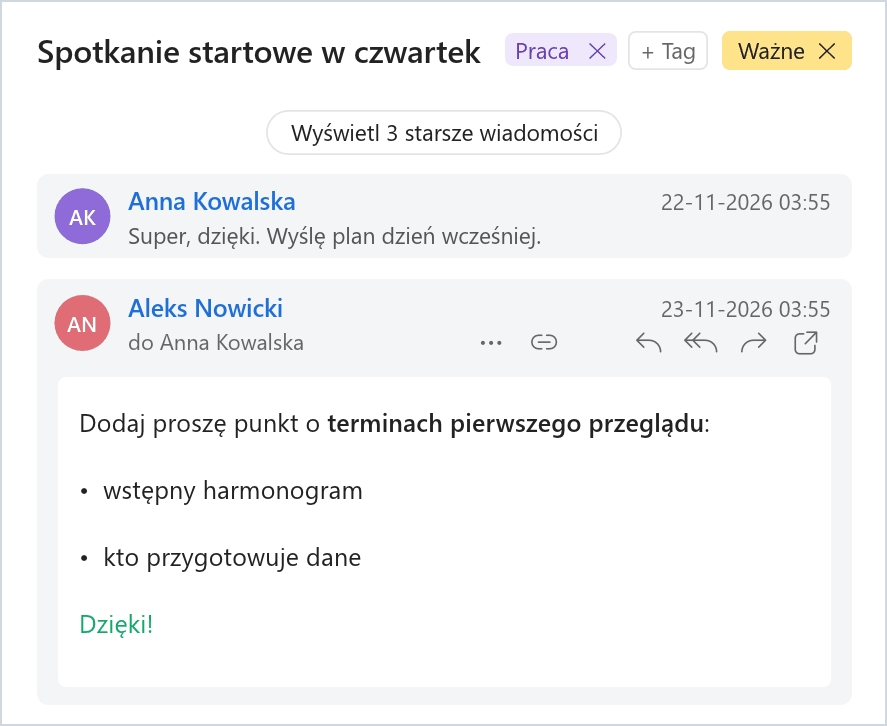 Spotkanie startowe w czwartek Praca + Tag Ważne
Wyświetl 3 starsze wiadomości
AK Anna Kowalska 22-11-2026 03:55
Super, dzięki. Wyślę plan dzień wcześniej.
AN Aleks Nowicki 23-11-2026 03:55
do Anna Kowalska
Dodaj proszę punkt o terminach pierwszego przeglądu:
• wstępny harmonogram
• kto przygotowuje dane
Dzięki!